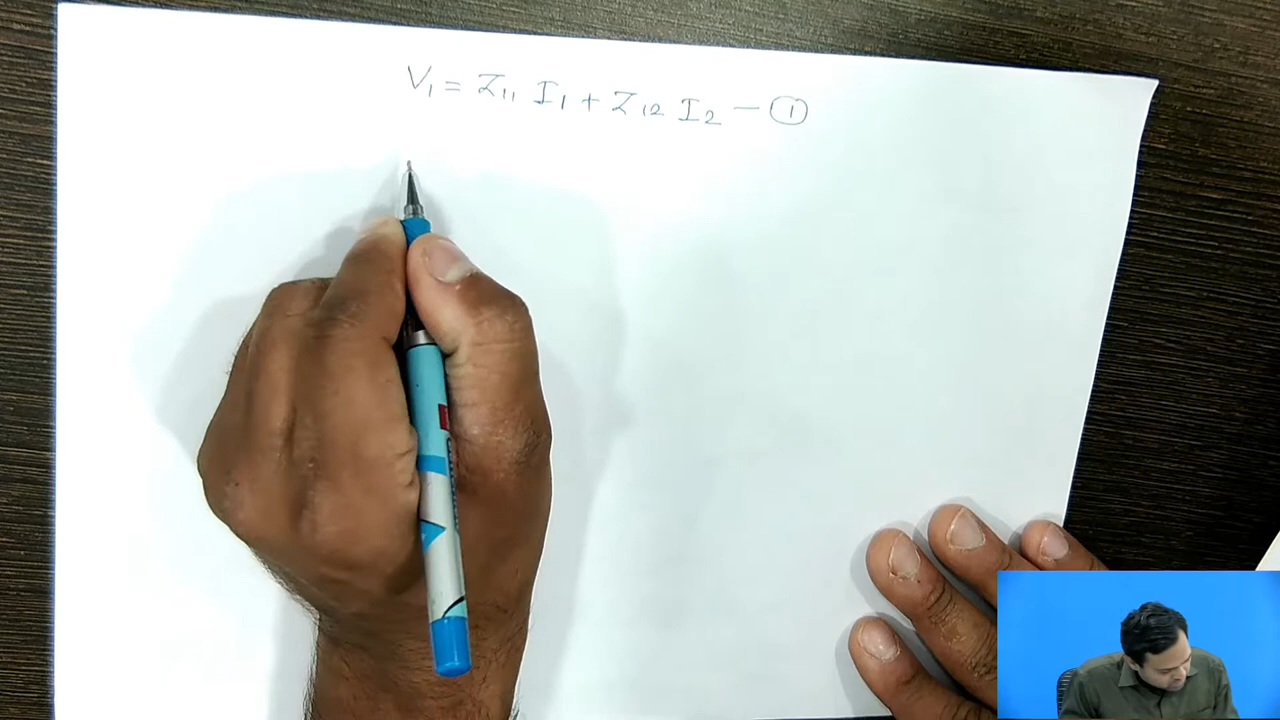 V₁ = Z₁₁ I₁ + Z₁₂ I₂ — ①